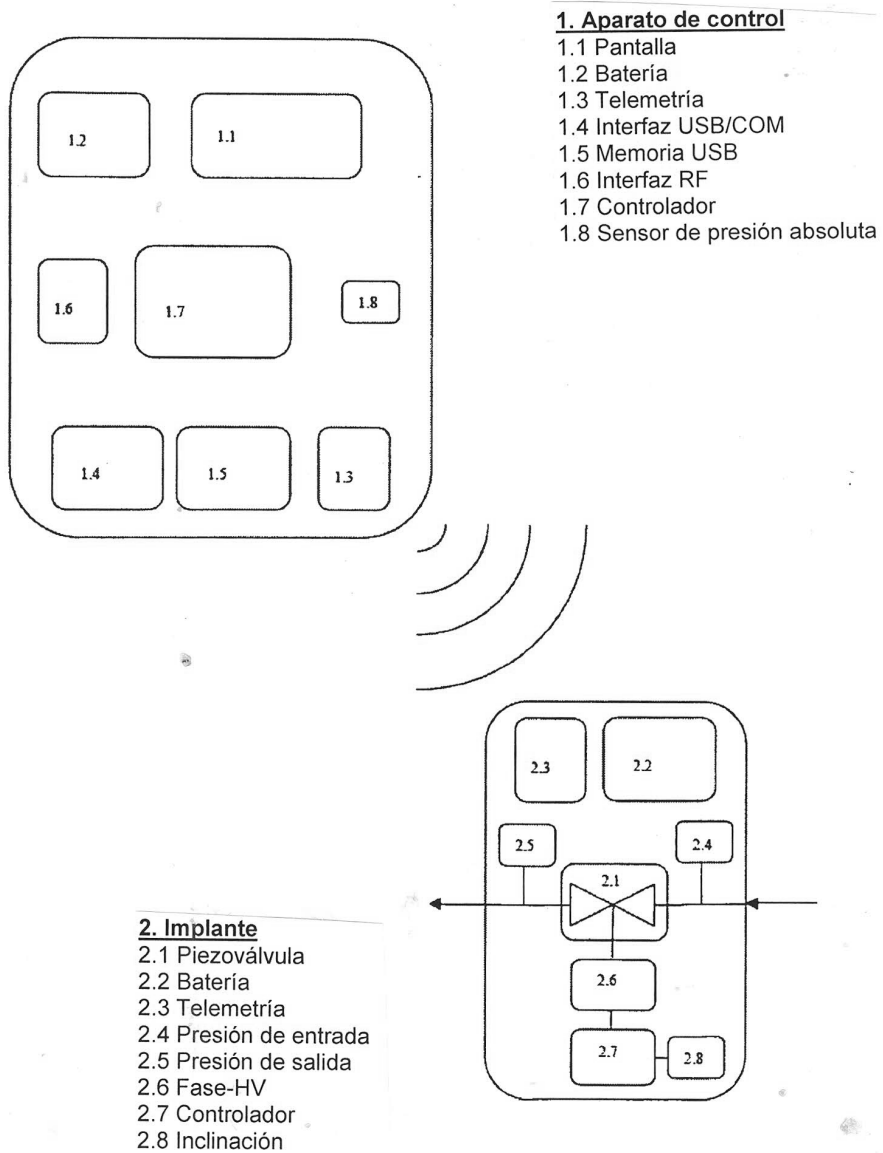 1. Aparato de control
1.1 Pantalla
1.2 Batería
1.3 Telemetría
1.4 Interfaz USB/COM
1.5 Memoria USB
1.6 Interfaz RF
1.7 Controlador
1.8 Sensor de presión absoluta
1.2
1.1
1.6
1.7
1.8
1.4
1.5
1.3
2.3
2.2
2.5
2.4
2.1
2.6
2.7
2.8
2. Implante
2.1 Piezoválvula
2.2 Batería
2.3 Telemetría
2.4 Presión de entrada
2.5 Presión de salida
2.6 Fase-HV
2.7 Controlador
2.8 Inclinación